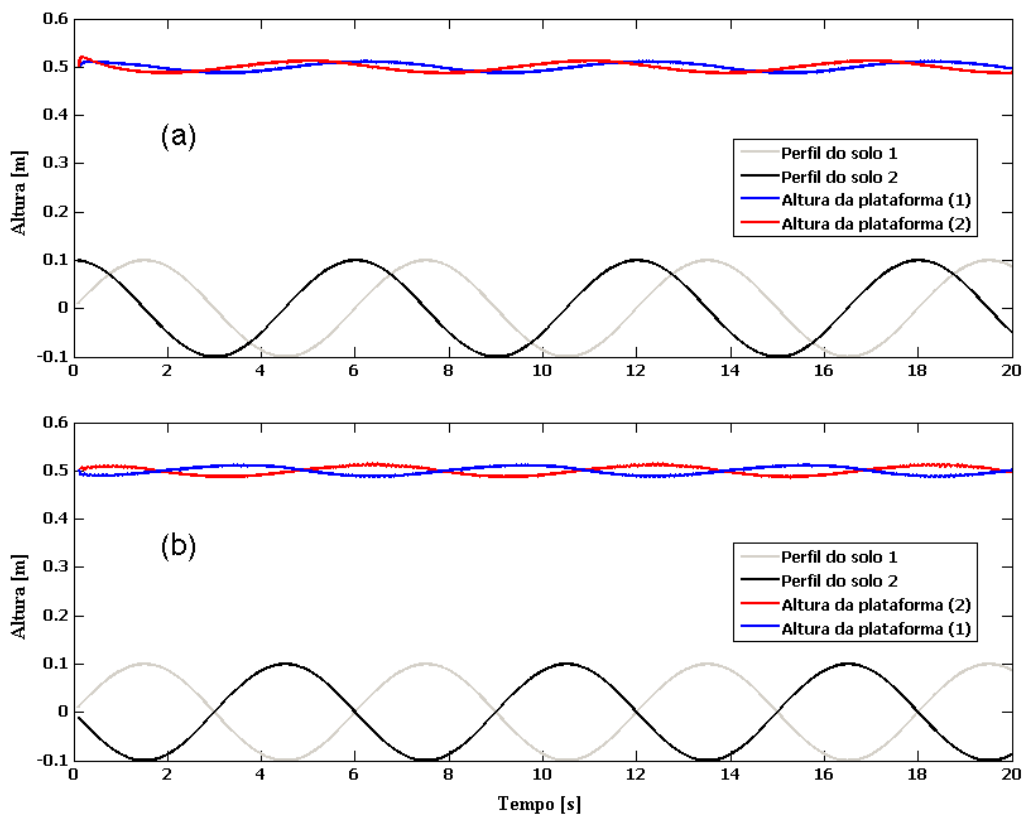 0.6
0.5
0.4
0.3
0.2
0.1
0
-0.1
Altura [m]
(a)
Perfil do solo 1
Perfil do solo 2
Altura da plataforma (1)
Altura da plataforma (2)
0 2 4 6 8 10 12 14 16 18 20
0.6
0.5
0.4
0.3
0.2
0.1
0
-0.1
Altura [m]
(b)
Perfil do solo 1
Perfil do solo 2
Altura da plataforma (2)
Altura da plataforma (1)
0 2 4 6 8 10 12 14 16 18 20
Tempo [s]